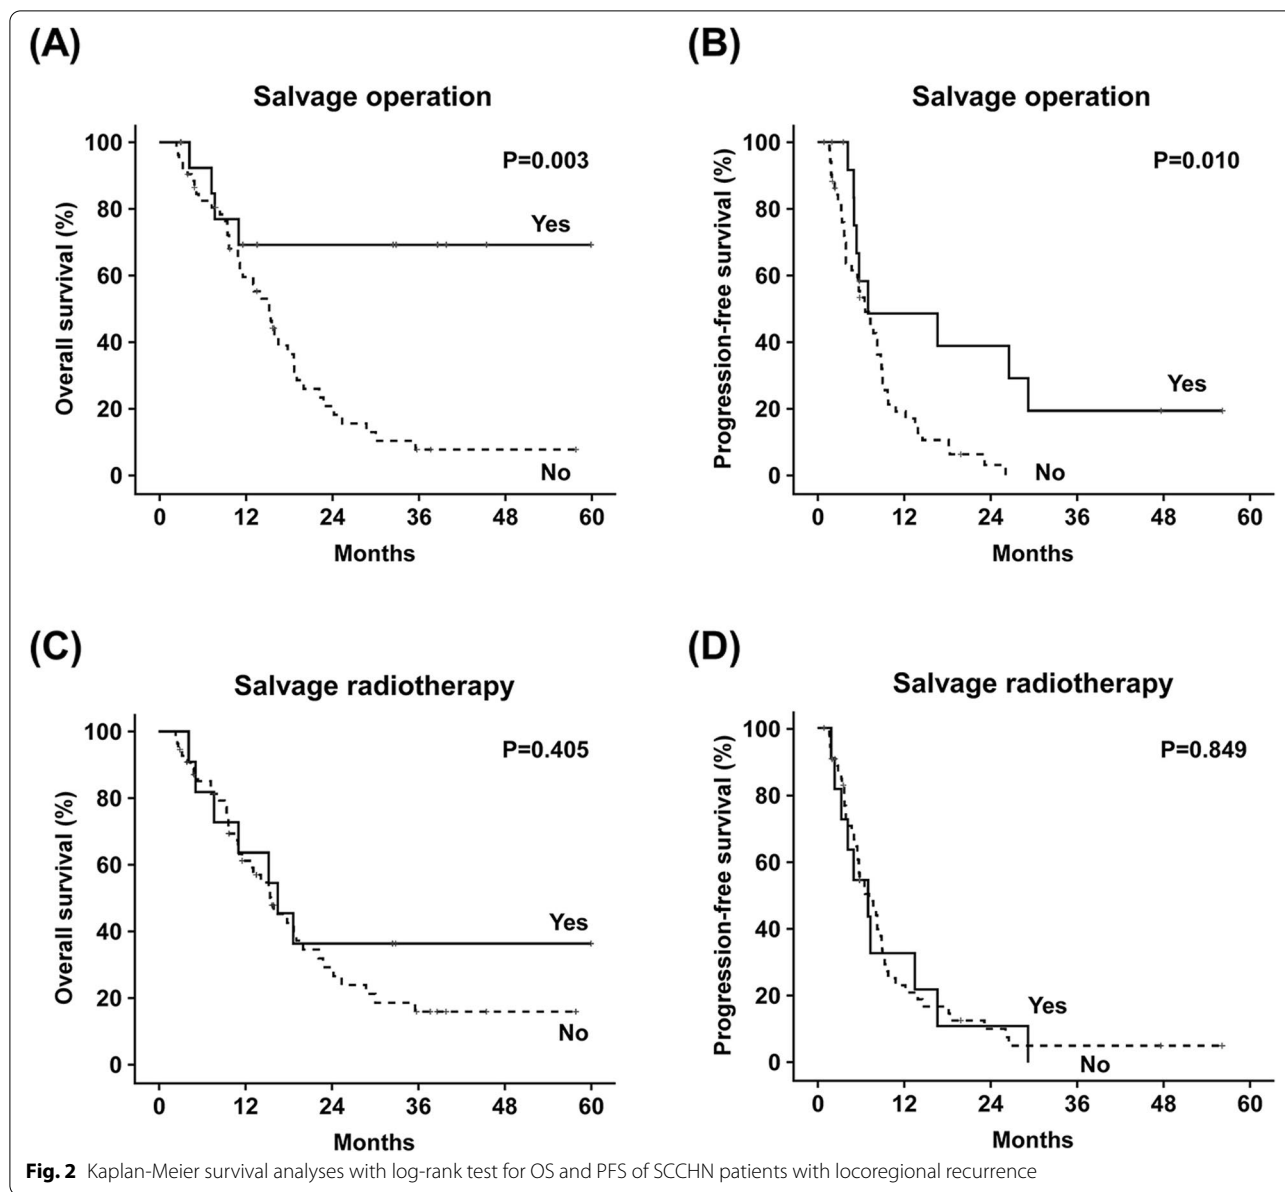 (A)
Salvage operation
P=0.003
Overall survival (%)
100
80
60
40
20
0
Yes
No
0 12 24 36 48 60
Months
(B)
Salvage operation
P=0.010
Progression-free survival (%)
100
80
60
40
20
0
Yes
No
0 12 24 36 48 60
Months
(C)
Salvage radiotherapy
P=0.405
Overall survival (%)
100
80
60
40
20
0
Yes
No
0 12 24 36 48 60
Months
(D)
Salvage radiotherapy
P=0.849
Progression-free survival (%)
100
80
60
40
20
0
Yes
No
0 12 24 36 48 60
Months
Fig. 2 Kaplan-Meier survival analyses with log-rank test for OS and PFS of SCCHN patients with locoregional recurrence